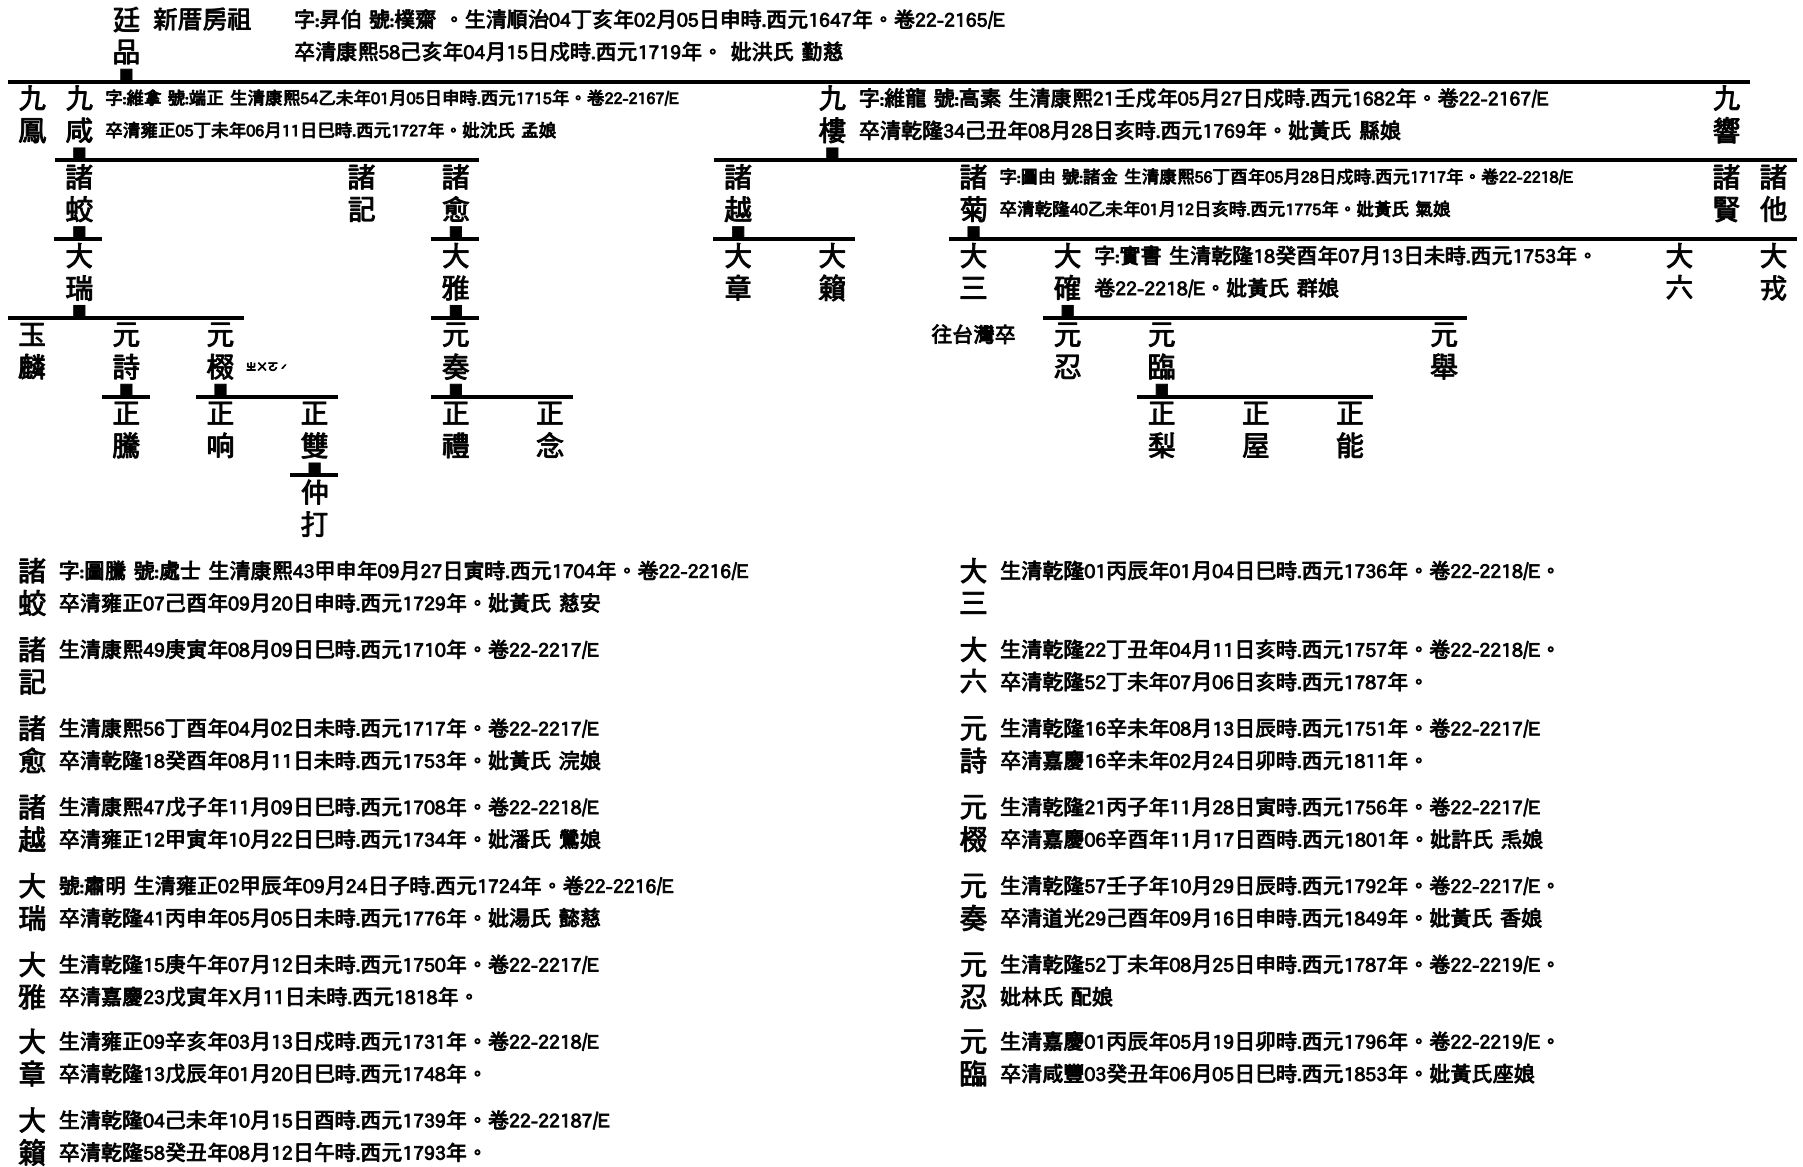 廷品 新厝房祖 字:昇伯 號:樸齋 。生清順治04丁亥年02月05日申時.西元1647年。卷22-2165/E
卒清康熙58己亥年04月15日戍時.西元1719年。 妣洪氏 勤慈
九鳳
九咸 字:維拿 號:端正 生清康熙54乙未年01月05日申時.西元1715年。卷22-2167/E
卒清雍正05丁未年06月11日巳時.西元1727年。妣沈氏 孟娘
九樓 字:維龍 號:高素 生清康熙21壬戍年05月27日戍時.西元1682年。卷22-2167/E
卒清乾隆34己丑年08月28日亥時.西元1769年。妣黃氏 縣娘
九響
諸蛟
諸記
諸愈
諸越
諸菊 字:圖由 號:諸金 生清康熙56丁酉年05月28日戍時.西元1717年。卷22-2218/E
卒清乾隆40乙未年01月12日亥時.西元1775年。妣黃氏 氣娘
諸賢
諸他
大瑞
大雅
大章
大籟
大三
大確 字:實書 生清乾隆18癸酉年07月13日未時.西元1753年。
卷22-2218/E。妣黃氏 群娘
大六
大戎
玉麟
元詩
元棳 ㄓㄨㄛˊ
元奏
往台灣卒
元忍
元臨
元舉
正騰
正响
正雙
正禮
正念
正梨
正屋
正能
仲打
諸蛟 字:圖騰 號:處士 生清康熙43甲申年09月27日寅時.西元1704年。卷22-2216/E
卒清雍正07己酉年09月20日申時.西元1729年。妣黃氏 慈安
諸記 生清康熙49庚寅年08月09日巳時.西元1710年。卷22-2217/E
諸愈 生清康熙56丁酉年04月02日未時.西元1717年。卷22-2217/E
卒清乾隆18癸酉年08月11日未時.西元1753年。妣黃氏 浣娘
諸越 生清康熙47戊子年11月09日巳時.西元1708年。卷22-2218/E
卒清雍正12甲寅年10月22日巳時.西元1734年。妣潘氏 鶯娘
大瑞 號:肅明 生清雍正02甲辰年09月24日子時.西元1724年。卷22-2216/E
卒清乾隆41丙申年05月05日未時.西元1776年。妣湯氏 懿慈
大雅 生清乾隆15庚午年07月12日未時.西元1750年。卷22-2217/E
卒清嘉慶23戊寅年X月11日未時.西元1818年。
大章 生清雍正09辛亥年03月13日戍時.西元1731年。卷22-2218/E
卒清乾隆13戊辰年01月20日巳時.西元1748年。
大籟 生清乾隆04己未年10月15日酉時.西元1739年。卷22-22187/E
卒清乾隆58癸丑年08月12日午時.西元1793年。
大三 生清乾隆01丙辰年01月04日巳時.西元1736年。卷22-2218/E。
大六 生清乾隆22丁丑年04月11日亥時.西元1757年。卷22-2218/E。
卒清乾隆52丁未年07月06日亥時.西元1787年。
元詩 生清乾隆16辛未年08月13日辰時.西元1751年。卷22-2217/E
卒清嘉慶16辛未年02月24日卯時.西元1811年。
元棳 生清乾隆21丙子年11月28日寅時.西元1756年。卷22-2217/E
卒清嘉慶06辛酉年11月17日酉時.西元1801年。妣許氏 焏娘
元奏 生清乾隆57壬子年10月29日辰時.西元1792年。卷22-2217/E。
卒清道光29己酉年09月16日申時.西元1849年。妣黃氏 香娘
元忍 生清乾隆52丁未年08月25日申時.西元1787年。卷22-2219/E。
妣林氏 配娘
元臨 生清嘉慶01丙辰年05月19日卯時.西元1796年。卷22-2219/E。
卒清咸豐03癸丑年06月05日巳時.西元1853年。妣黃氏座娘